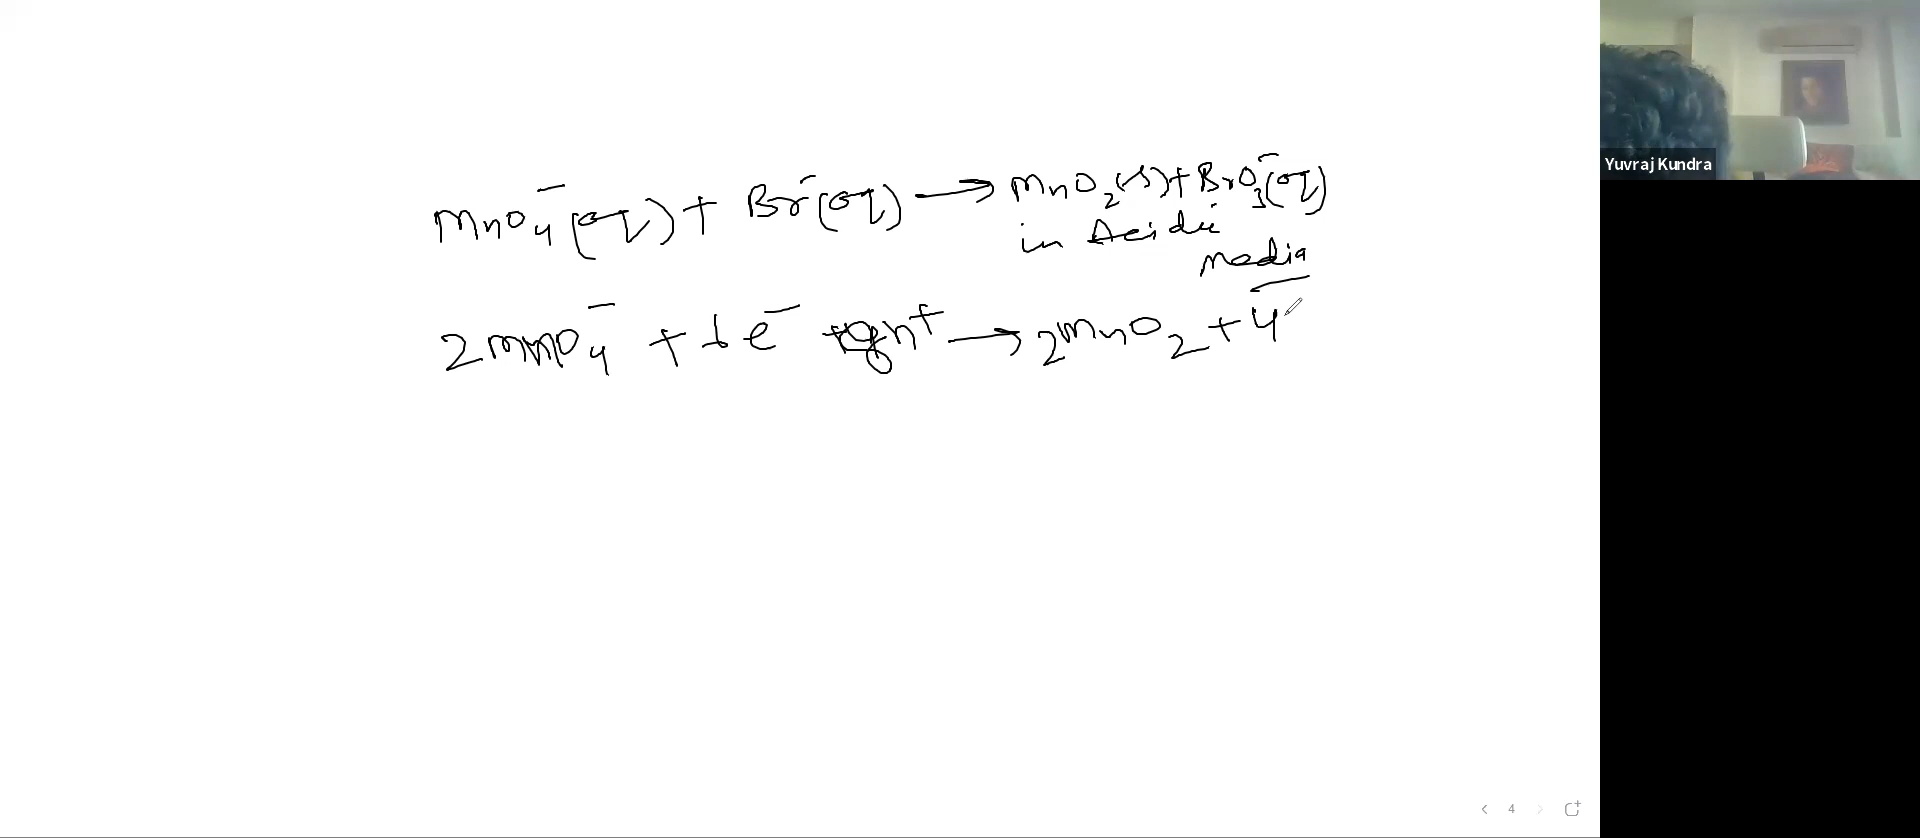 MnO₄⁻(aq) + Br⁻(aq) ⟶ MnO₂(s) + BrO₃⁻(aq)
in Acidic
media
2MnO₄⁻ + 6e⁻ + 8H⁺ ⟶ 2MnO₂ + 4
Yuvraj Kundra
4